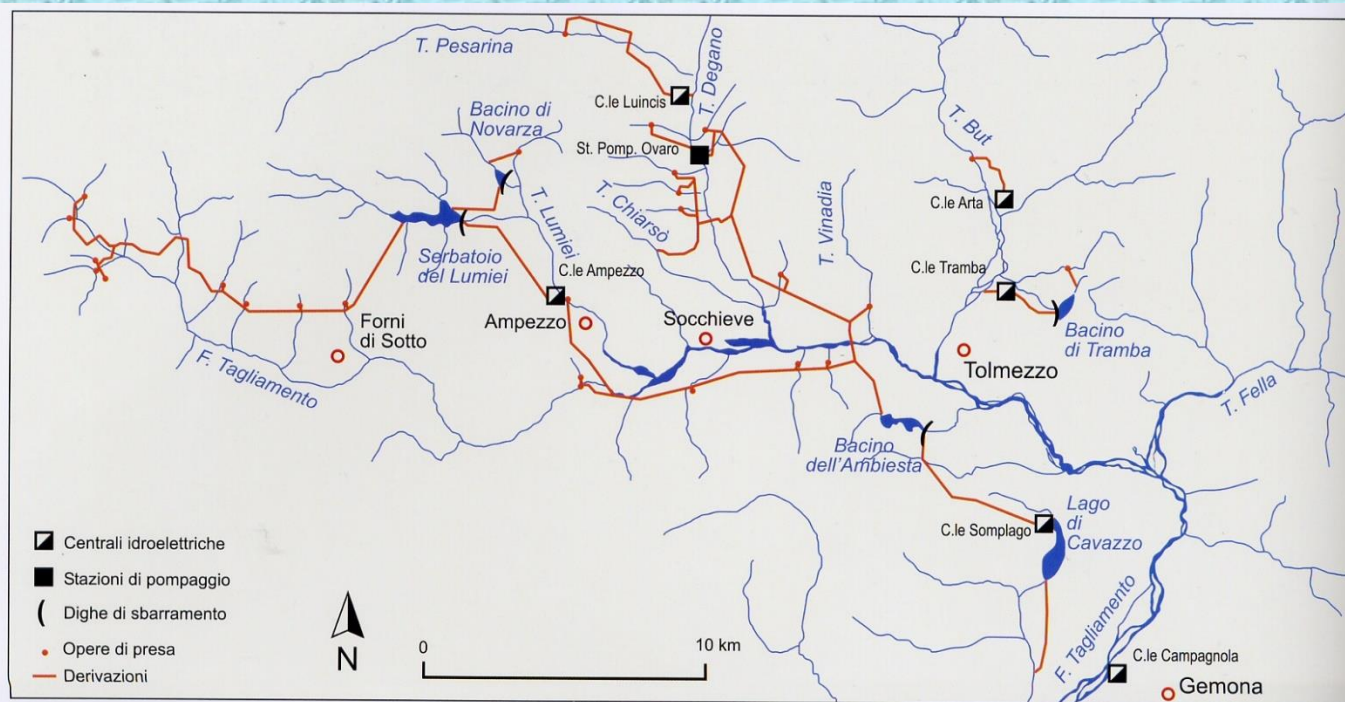 T. Pesarina
T. Degano
C.le Luincis
Bacino di
Novarza
St. Pomp. Ovaro
T. But
C.le Arta
T. Lumiei
T. Chiarsò
T. Vinadia
Serbatoio
del Lumiei
C.le Ampezzo
C.le Tramba
Ampezzo
Socchieve
Forni
di Sotto
Bacino
di Tramba
Tolmezzo
F. Tagliamento
T. Fella
Bacino
dell'Ambiesta
Lago
di
Cavazzo
C.le Somplago
Centrali idroelettriche
Stazioni di pompaggio
Dighe di sbarramento
Opere di presa
Derivazioni
N
0
10 km
F. Tagliamento
C.le Campagnola
Gemona